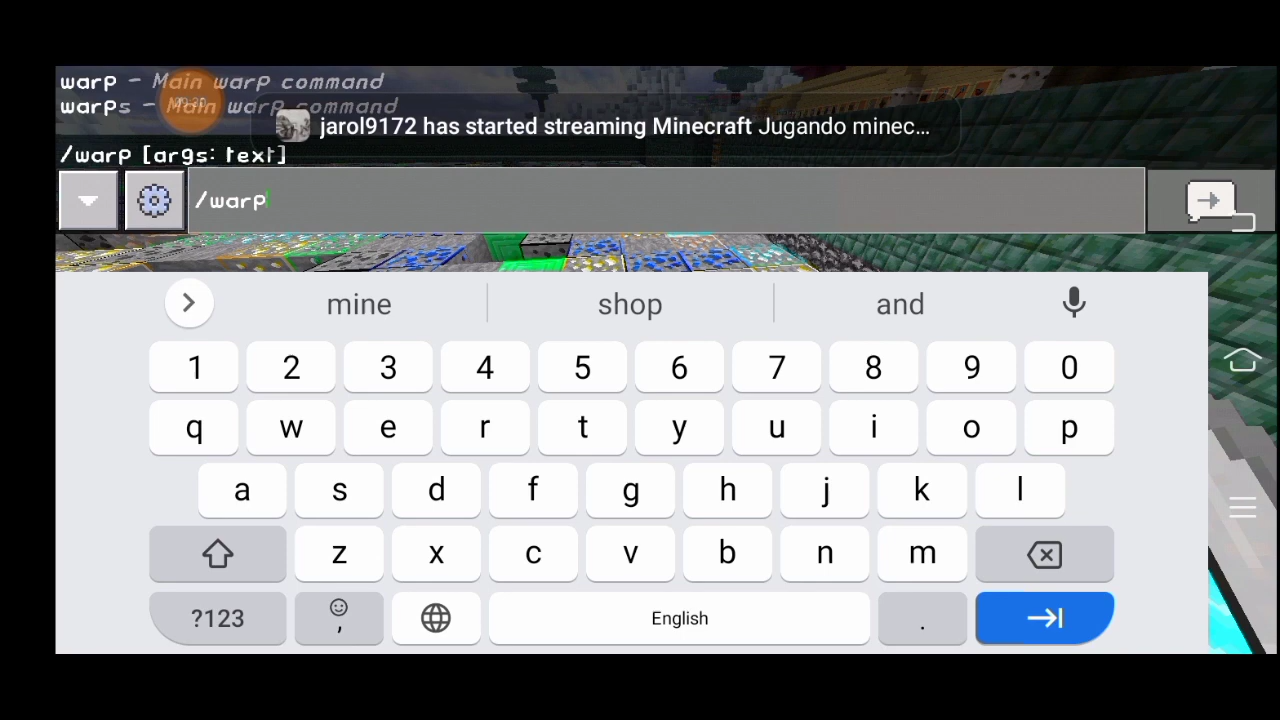 warp - Main warp command
warps - Main warp command
jarol9172 has started streaming Minecraft Jugando minec...
/warp [args: text]
/warp
mine shop and
1 2 3 4 5 6 7 8 9 0
q w e r t y u i o p
a s d f g h j k l
z x c v b n m
?123 , English .